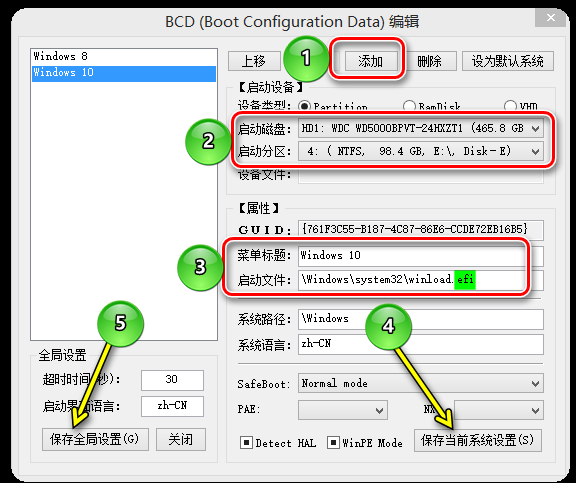 BCD (Boot Configuration Data) 编辑
Windows 8
Windows 10
上移
1
添加
删除
设为默认系统
【启动设备】
设备类型: Partition RamDisk VHD
2
启动磁盘: HD1: WDC WD5000BPVT-24HXZT1 (465.8 GB
启动分区: 4: ( NTFS, 98.4 GB, E:\, Disk-E)
设备文件:
【属性】
GUID: {761F3C55-B187-4C87-86E6-CCDE72EB16B5}
3
菜单标题: Windows 10
启动文件: \Windows\system32\winload.efi
系统路径: \Windows
系统语言: zh-CN
4
5
SafeBoot: Normal mode
PAE: NX
Detect HAL WinPE Mode 保存当前系统设置(S)
全局设置
超时时间(秒): 30
启动界面语言: zh-CN
保存全局设置(G) 关闭